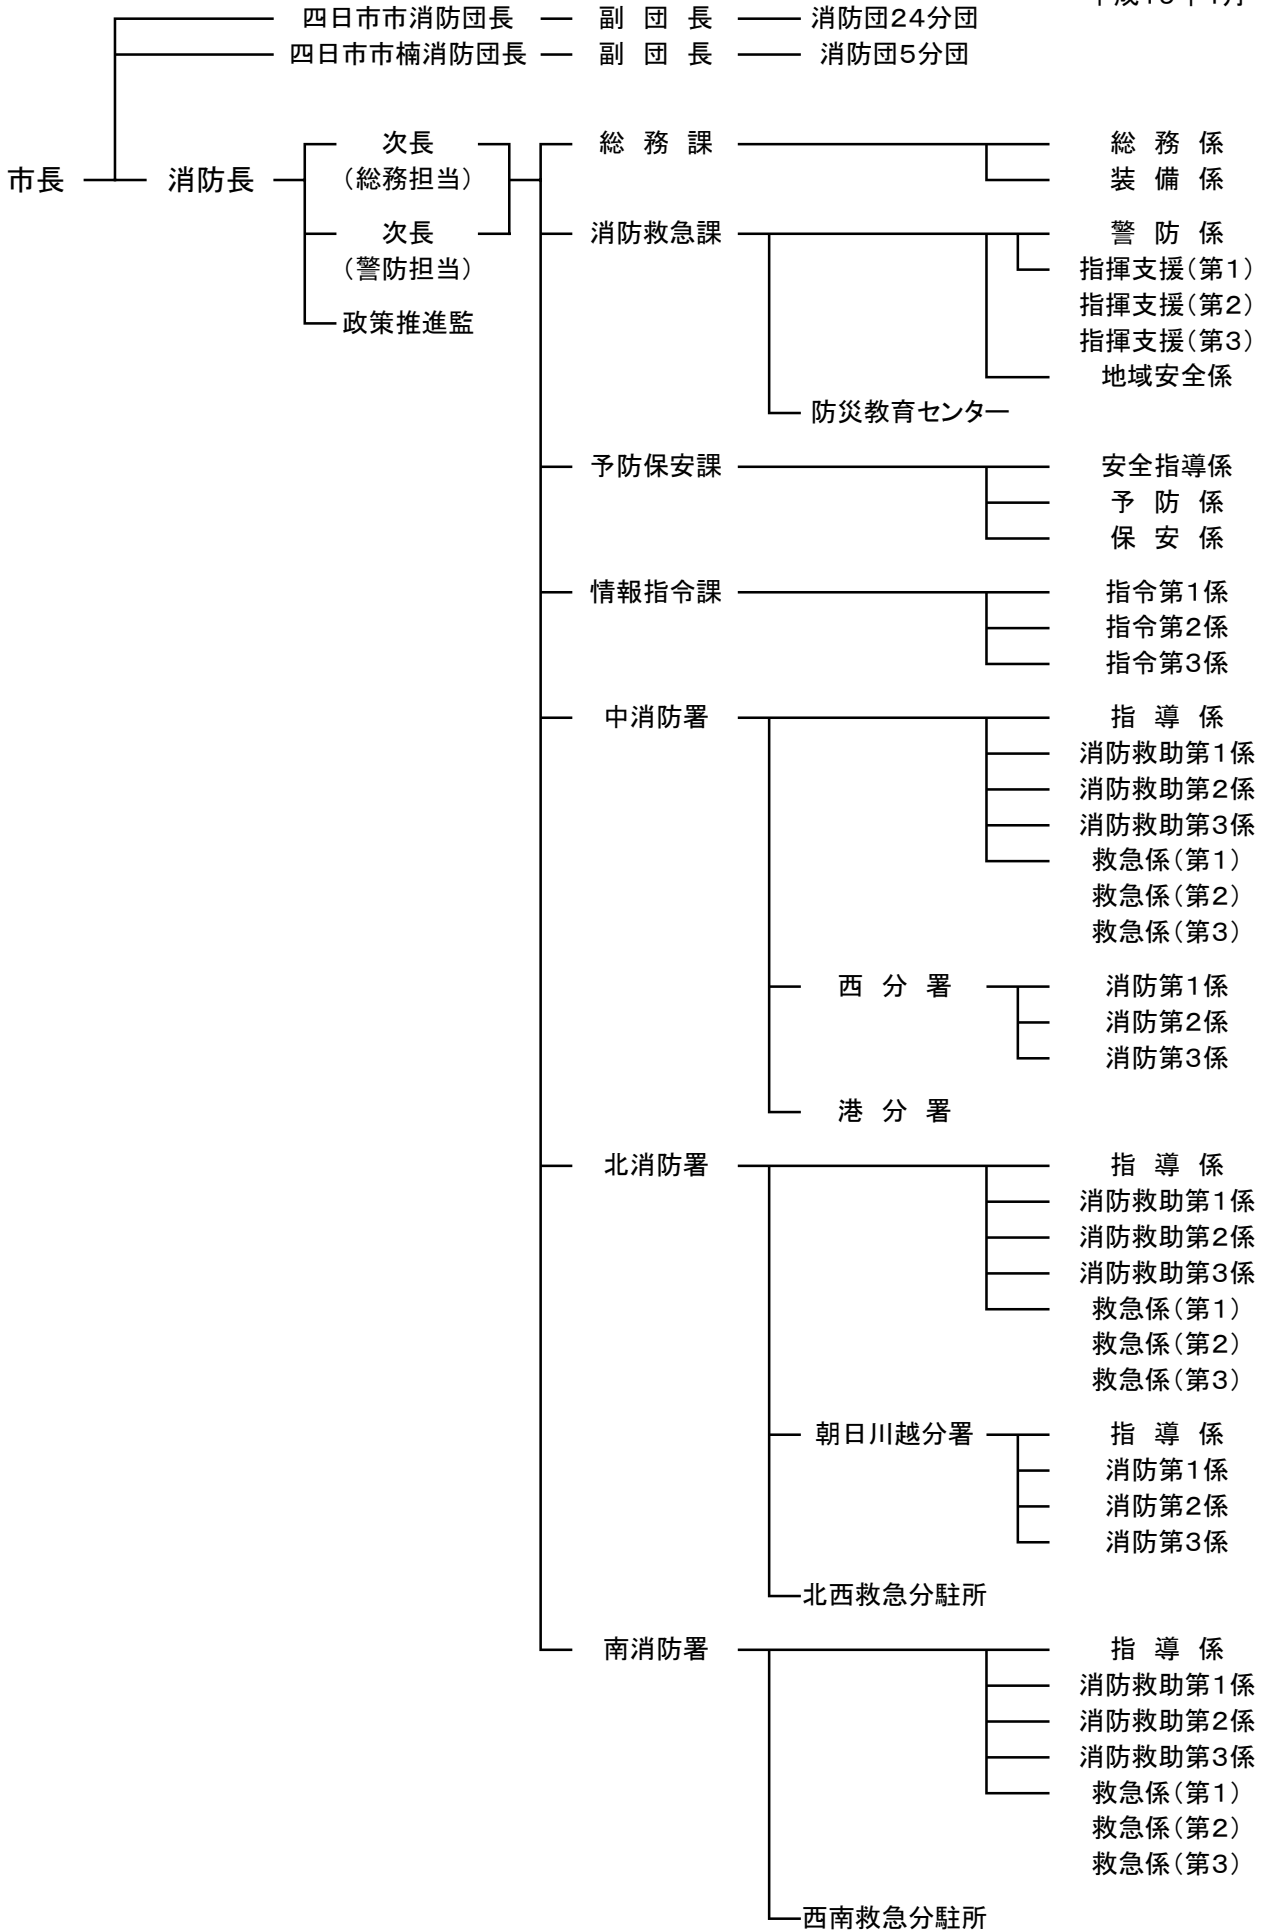 四日市市消防団長 副 団 長 消防団24分団
四日市市楠消防団長 副 団 長 消防団5分団
次長 総 務 課 総 務 係
市長 消防長 (総務担当) 装 備 係
次長 消防救急課 警 防 係
(警防担当) 指揮支援(第1)
指揮支援(第2)
政策推進監 指揮支援(第3)
地域安全係
防災教育センター
予防保安課 安全指導係
予 防 係
保 安 係
情報指令課 指令第1係
指令第2係
指令第3係
中消防署 指 導 係
消防救助第1係
消防救助第2係
消防救助第3係
救急係(第1)
救急係(第2)
救急係(第3)
西 分 署 消防第1係
消防第2係
消防第3係
港 分 署
北消防署 指 導 係
消防救助第1係
消防救助第2係
消防救助第3係
救急係(第1)
救急係(第2)
救急係(第3)
朝日川越分署 指 導 係
消防第1係
消防第2係
消防第3係
北西救急分駐所
南消防署 指 導 係
消防救助第1係
消防救助第2係
消防救助第3係
救急係(第1)
救急係(第2)
救急係(第3)
西南救急分駐所